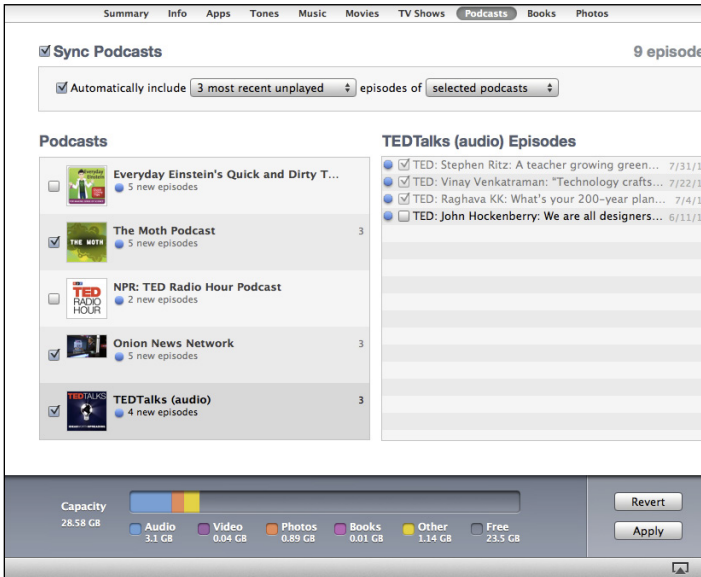 Summary Info Apps Tones Music Movies TV Shows Podcasts Books Photos
Sync Podcasts
9 episode
Automatically include 3 most recent unplayed episodes of selected podcasts
Podcasts
Everyday Einstein's Quick and Dirty T...
5 new episodes
The Moth Podcast 3
5 new episodes
THE MOTH
NPR: TED Radio Hour Podcast
2 new episodes
TED
RADIO
HOUR
Onion News Network 3
5 new episodes
TEDTalks (audio) 3
4 new episodes
TEDTALKS
TEDTalks (audio) Episodes
TED: Stephen Ritz: A teacher growing green... 7/31/1
TED: Vinay Venkatraman: "Technology crafts... 7/22/1
TED: Raghava KK: What's your 200-year plan... 7/4/1
TED: John Hockenberry: We are all designers... 6/11/1
Capacity
28.58 GB
Audio
3.1 GB
Video
0.04 GB
Photos
0.89 GB
Books
0.01 GB
Other
1.14 GB
Free
23.5 GB
Revert
Apply